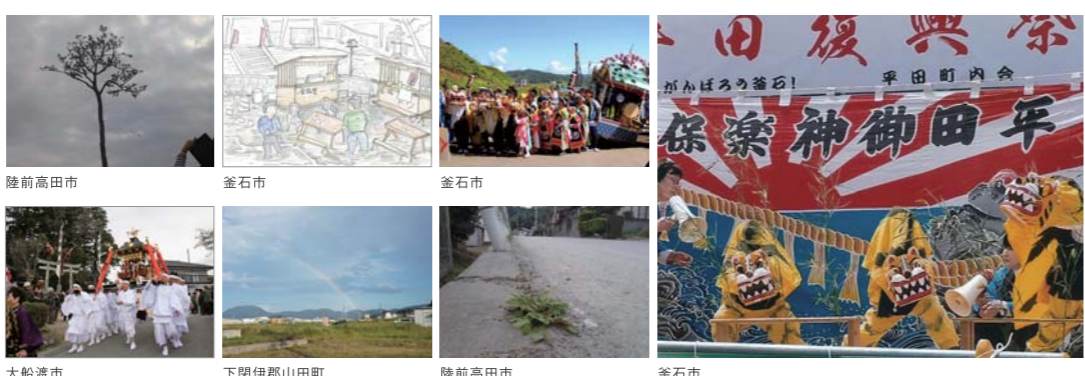 陸前高田市
釜石市
釜石市
田復興祭
がんばろう釜石!
平田町内会
保楽神御田平
大船渡市
下閉伊郡山田町
陸前高田市
釜石市